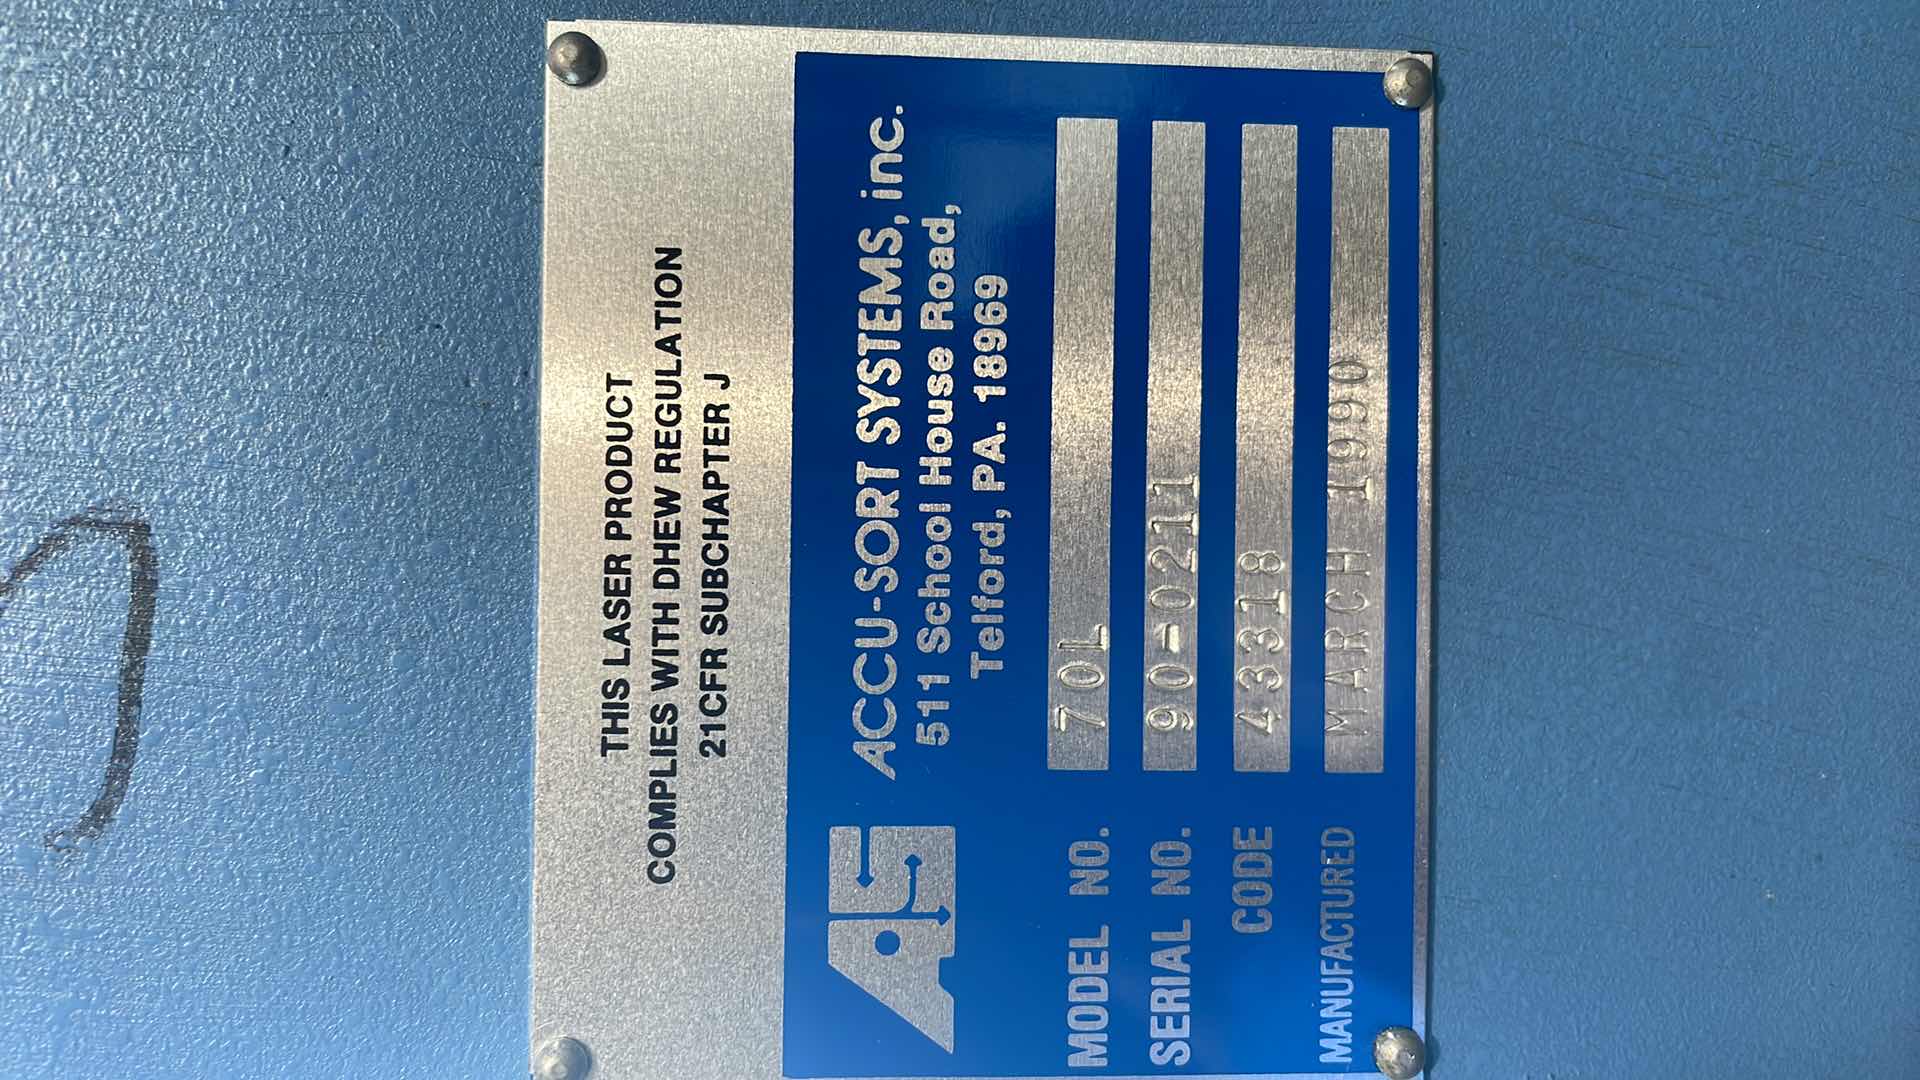 THIS LASER PRODUCT
COMPLIES WITH DHEW REGULATION
21CFR SUBCHAPTER J
AS
ACCU-SORT SYSTEMS, inc.
511 School House Road,
Telford, PA. 18969
MODEL NO. 70L
SERIAL NO. 90-0211
CODE 43318
MANUFACTURED MARCH 1990